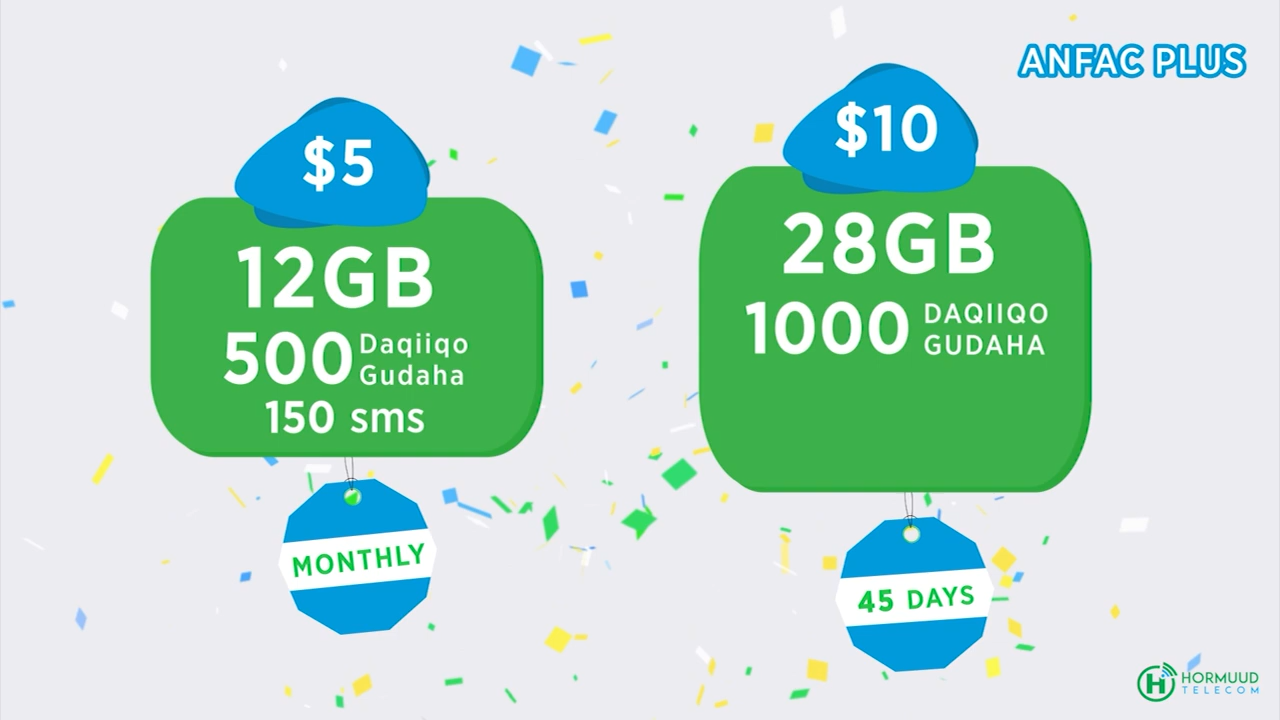 ANFAC PLUS
$5
12GB
500 Daqiiqo
Gudaha
150 sms
MONTHLY
$10
28GB
1000 DAQIIQO
GUDAHA
45 DAYS
HORMUUD
TELECOM